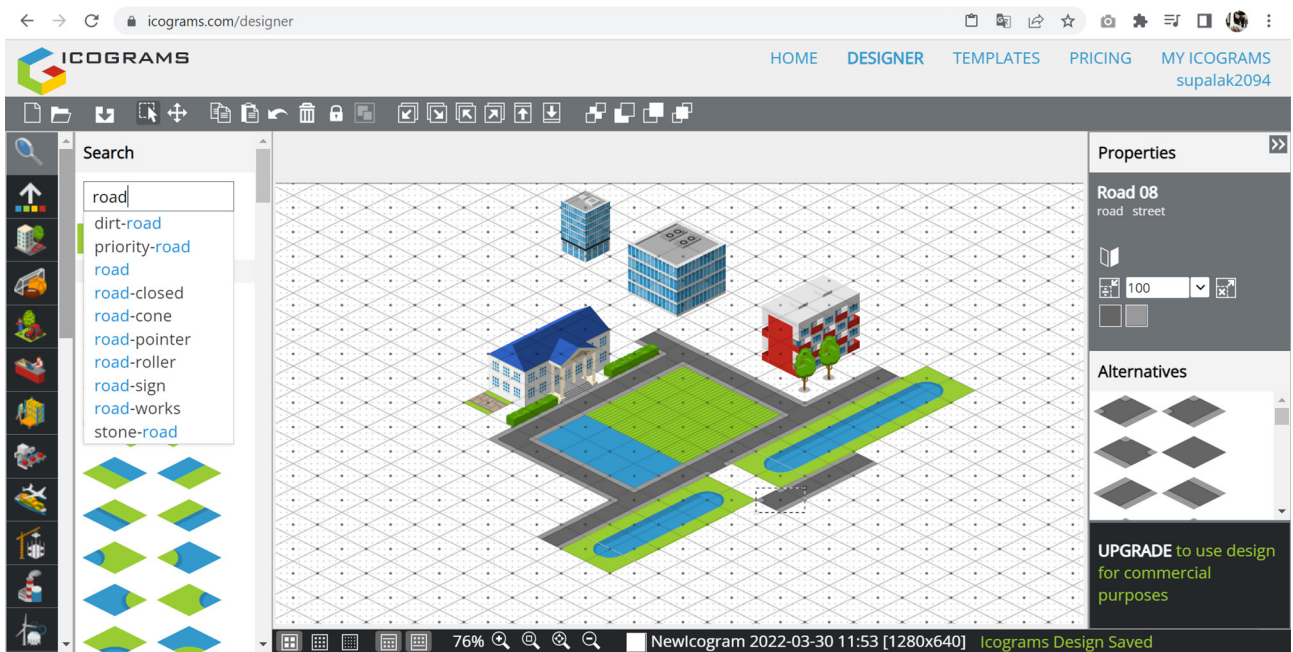 icograms.com/designer
ICOGRAMS
HOME DESIGNER TEMPLATES PRICING MY ICOGRAMS
supalak2094
Search
road
dirt-road
priority-road
road
road-closed
road-cone
road-pointer
road-roller
road-sign
road-works
stone-road
Properties
Road 08
road street
100
Alternatives
UPGRADE to use design
for commercial
purposes
76%
NewIcogram 2022-03-30 11:53 [1280x640] Icograms Design Saved